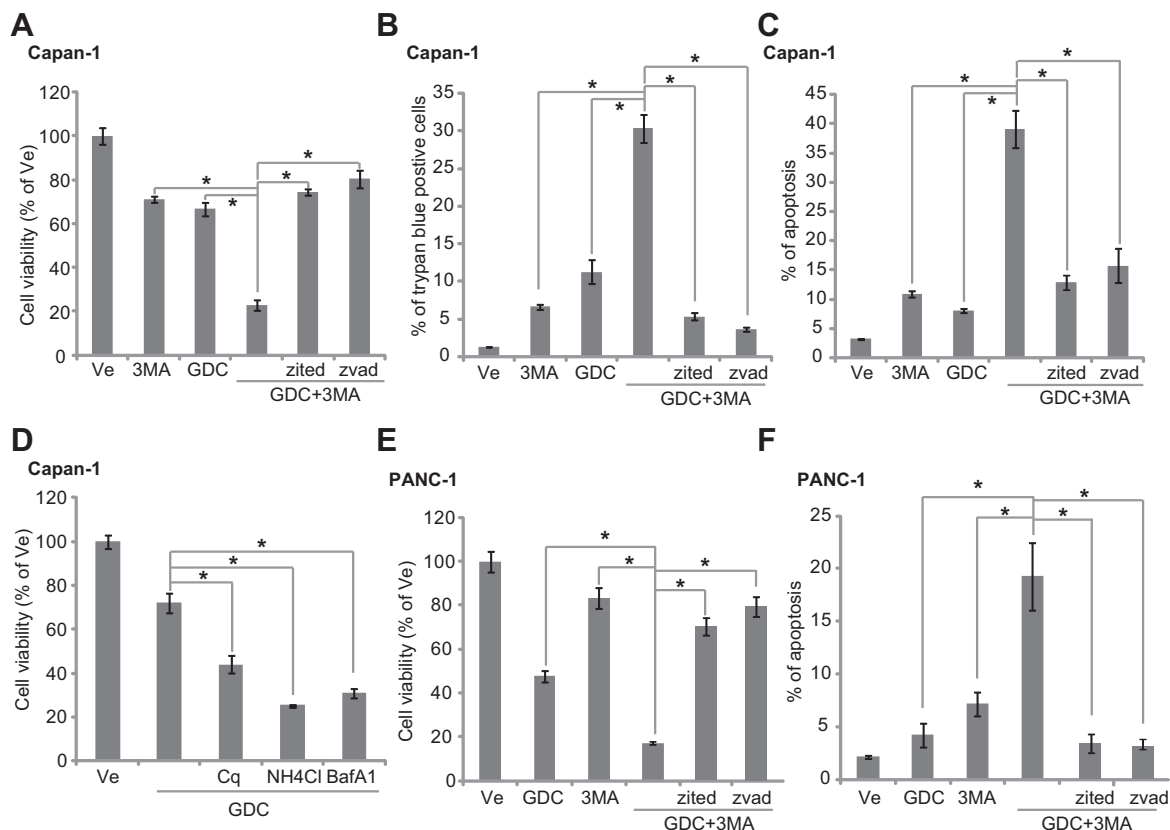 A
Capan-1
Cell viability (% of Ve)
120
100
80
60
40
20
0
* * * *
Ve 3MA GDC zited zvad
GDC+3MA
B
Capan-1
% of trypan blue postive cells
35
30
25
20
15
10
5
0
* * * *
Ve 3MA GDC zited zvad
GDC+3MA
C
Capan-1
% of apoptosis
45
40
35
30
25
20
15
10
5
0
* * * *
Ve 3MA GDC zited zvad
GDC+3MA
D
Capan-1
Cell viability (% of Ve)
120
100
80
60
40
20
0
* * *
Ve Cq NH4Cl BafA1
GDC
E
PANC-1
Cell viability (% of Ve)
120
100
80
60
40
20
0
* * * *
Ve GDC 3MA zited zvad
GDC+3MA
F
PANC-1
% of apoptosis
25
20
15
10
5
0
* * * *
Ve GDC 3MA zited zvad
GDC+3MA